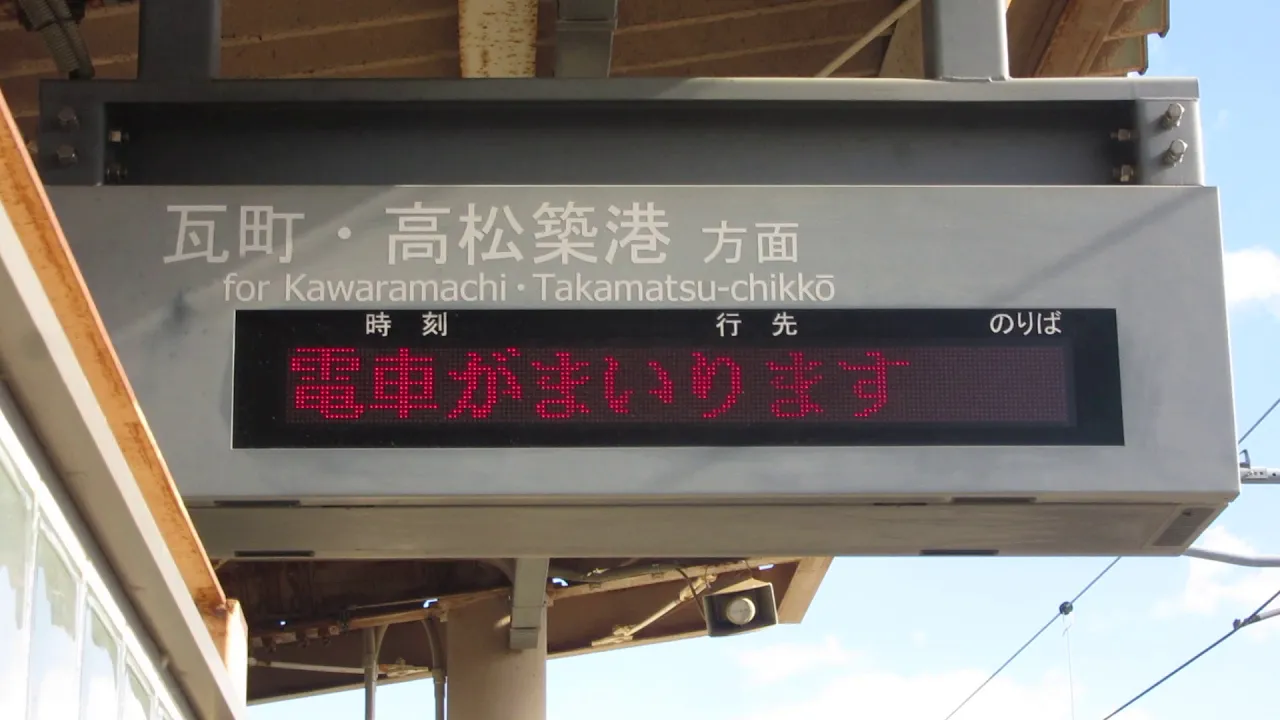 瓦町・高松築港 方面
for Kawaramachi・Takamatsu-chikkō
時刻 行先 のりば
電車がまいります